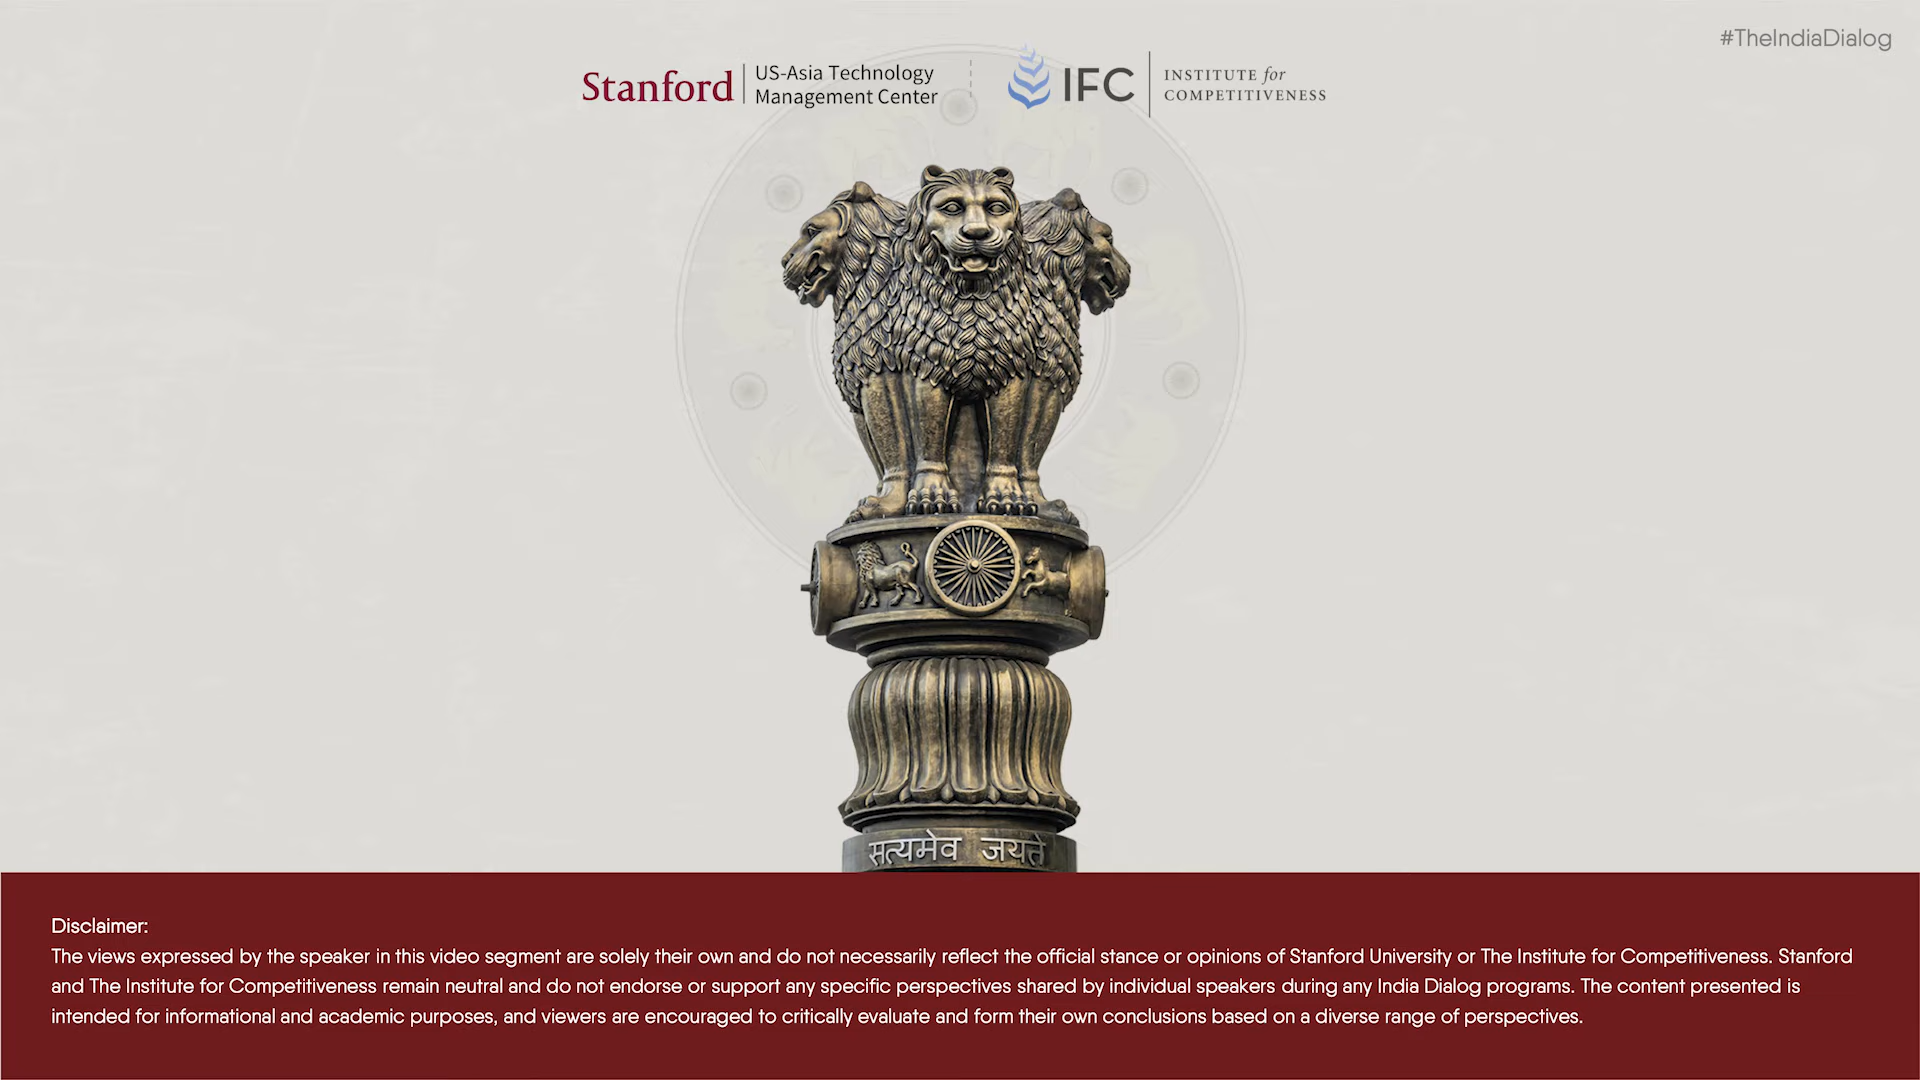 #TheIndiaDialog
Stanford
US-Asia Technology
Management Center
IFC
INSTITUTE for
COMPETITIVENESS
सत्यमेव जयते
Disclaimer:
The views expressed by the speaker in this video segment are solely their own and do not necessarily reflect the official stance or opinions of Stanford University or The Institute for Competitiveness. Stanford
and The Institute for Competitiveness remain neutral and do not endorse or support any specific perspectives shared by individual speakers during any India Dialog programs. The content presented is
intended for informational and academic purposes, and viewers are encouraged to critically evaluate and form their own conclusions based on a diverse range of perspectives.